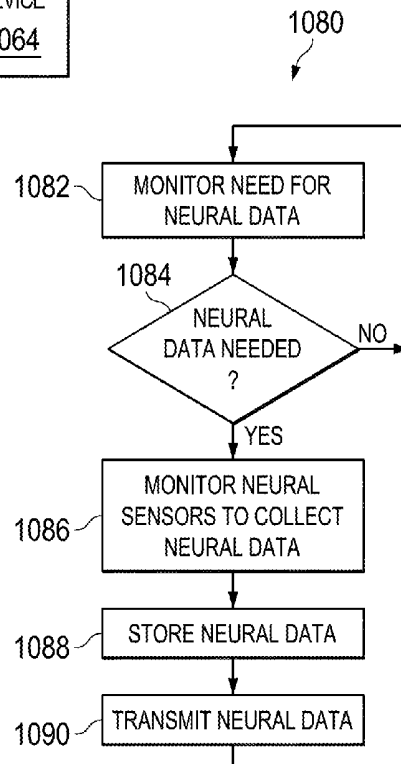 064
1080
1082
MONITOR NEED FOR
NEURAL DATA
1084
NEURAL
DATA NEEDED
?
NO
YES
1086
MONITOR NEURAL
SENSORS TO COLLECT
NEURAL DATA
1088
STORE NEURAL DATA
1090
TRANSMIT NEURAL DATA